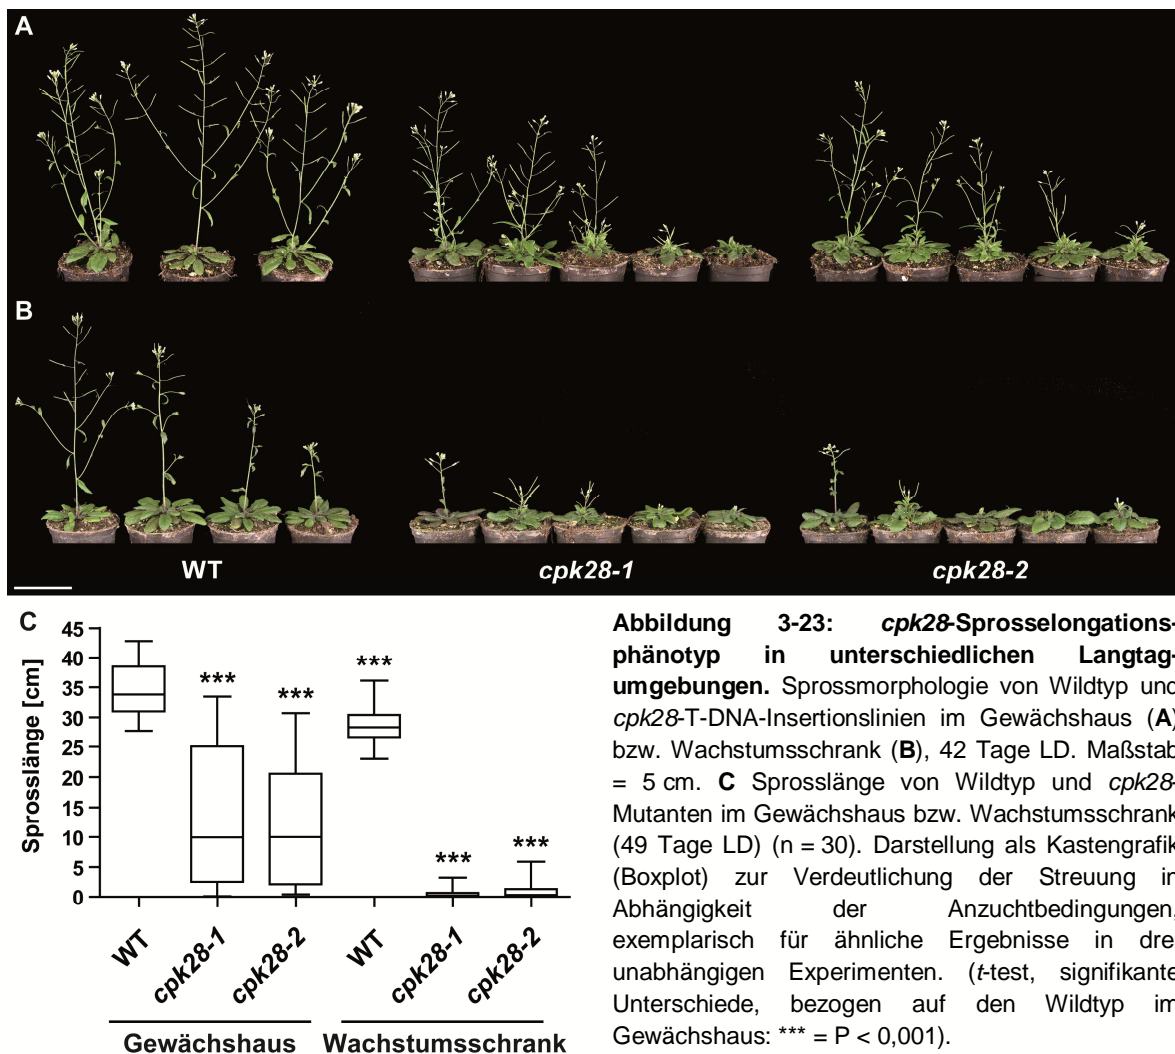 A
B
WT cpk28-1 cpk28-2
C
Sprosslänge [cm]
45
40
35
30
25
20
15
10
5
0
***
***
***
***
***
WT
cpk28-1
cpk28-2
WT
cpk28-1
cpk28-2
Gewächshaus
Wachstumsschrank
Abbildung 3-23: cpk28-Sprosselongations-
phänotyp in unterschiedlichen Langtag-
umgebungen. Sprossmorphologie von Wildtyp und
cpk28-T-DNA-Insertionslinien im Gewächshaus (A)
bzw. Wachstumsschrank (B), 42 Tage LD. Maßstab
= 5 cm. C Sprosslänge von Wildtyp und cpk28-
Mutanten im Gewächshaus bzw. Wachstumsschrank
(49 Tage LD) (n = 30). Darstellung als Kastengrafik
(Boxplot) zur Verdeutlichung der Streuung in
Abhängigkeit der Anzuchtbedingungen,
exemplarisch für ähnliche Ergebnisse in drei
unabhängigen Experimenten. (t-test, signifikante
Unterschiede, bezogen auf den Wildtyp im
Gewächshaus: *** = P < 0,001).